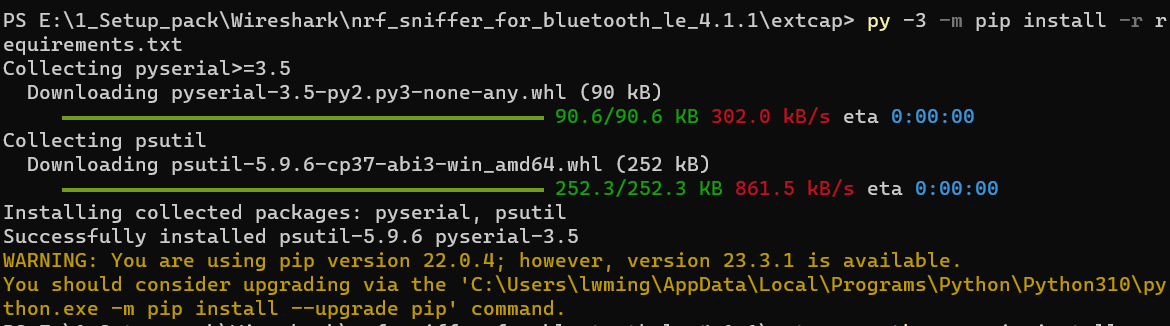 PS E:\1_Setup_pack\Wireshark\nrf_sniffer_for_bluetooth_le_4.1.1\extcap> py -3 -m pip install -r r
equirements.txt
Collecting pyserial>=3.5
  Downloading pyserial-3.5-py2.py3-none-any.whl (90 kB)
     90.6/90.6 KB 302.0 kB/s eta 0:00:00
Collecting psutil
  Downloading psutil-5.9.6-cp37-abi3-win_amd64.whl (252 kB)
     252.3/252.3 KB 861.5 kB/s eta 0:00:00
Installing collected packages: pyserial, psutil
Successfully installed psutil-5.9.6 pyserial-3.5
WARNING: You are using pip version 22.0.4; however, version 23.3.1 is available.
You should consider upgrading via the 'C:\Users\lwming\AppData\Local\Programs\Python\Python310\py
thon.exe -m pip install --upgrade pip' command.